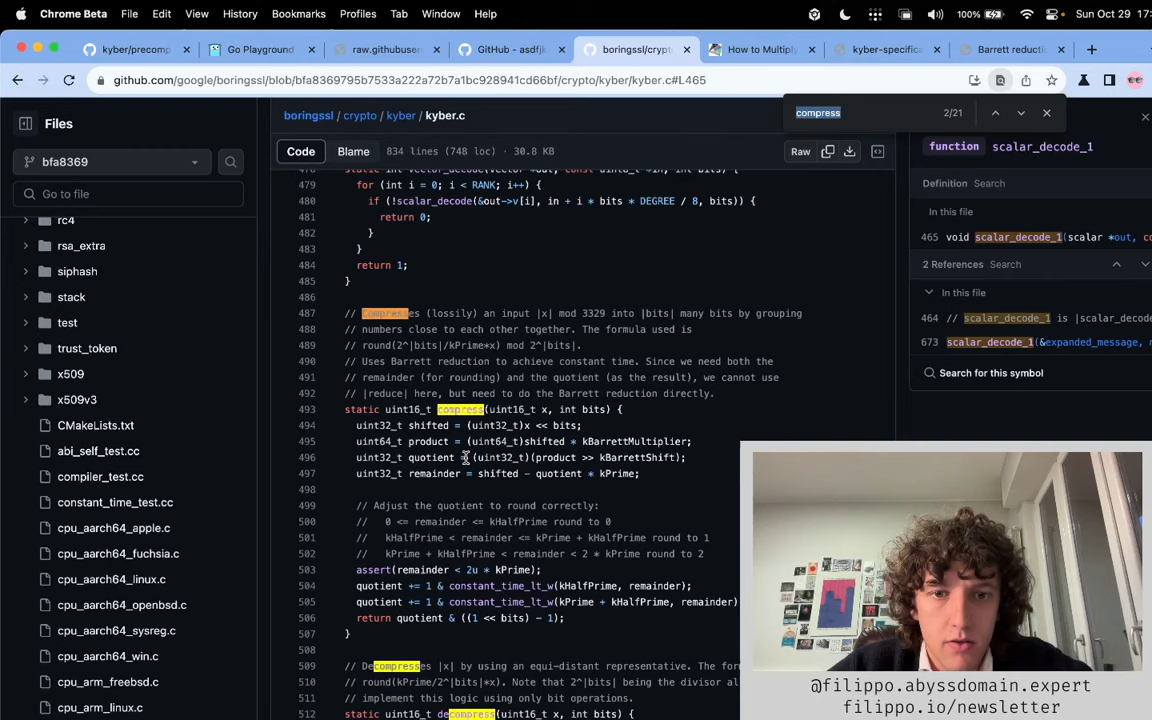 Chrome File Edit View History Bookmarks Profiles Tab Window Help 100% Sun Oct 29 17:
kyber/precomp Go Playground raw.githubuser GitHub - asdfjk boringssl/crypto How to Multiply kyber-specifica Barrett reducti
github.com/google/boringssl/blob/bfa8369795b7533a222a72b7a1bc928941cd66bf/crypto/kyber/kyber.c#L465
compress 2/21
Files
boringssl / crypto / kyber / kyber.c
bfa8369
Go to file
Code Blame 834 lines (748 loc) · 30.8 KB Raw
function scalar_decode_1
Definition Search
In this file
465 void scalar_decode_1(scalar *out, co
2 References Search
In this file
464 // scalar_decode_1 is |scalar_deco
673 scalar_decode_1(&expanded_message,
Search for this symbol
rc4
rsa_extra
siphash
stack
test
trust_token
x509
x509v3
CMakeLists.txt
abi_self_test.cc
compiler_test.cc
constant_time_test.cc
cpu_aarch64_apple.c
cpu_aarch64_fuchsia.c
cpu_aarch64_linux.c
cpu_aarch64_openbsd.c
cpu_aarch64_sysreg.c
cpu_aarch64_win.c
cpu_arm_freebsd.c
cpu_arm_linux.c
479 for (int i = 0; i < RANK; i++) {
480 if (!scalar_decode(&out->v[i], in + i * bits * DEGREE / 8, bits)) {
481 return 0;
482 }
483 }
484 return 1;
485 }
486
487 // Compresses (lossily) an input |x| mod 3329 into |bits| many bits by grouping
488 // numbers close to each other together. The formula used is
489 // round(2^|bits|/kPrime*x) mod 2^|bits|.
490 // Uses Barrett reduction to achieve constant time. Since we need both the
491 // remainder (for rounding) and the quotient (as the result), we cannot use
492 // |reduce| here, but need to do the Barrett reduction directly.
493 static uint16_t compress(uint16_t x, int bits) {
494 uint32_t shifted = (uint32_t)x << bits;
495 uint64_t product = (uint64_t)shifted * kBarrettMultiplier;
496 uint32_t quotient = (uint32_t)(product >> kBarrettShift);
497 uint32_t remainder = shifted - quotient * kPrime;
498
499 // Adjust the quotient to round correctly:
500 // 0 <= remainder <= kHalfPrime round to 0
501 // kHalfPrime < remainder <= kPrime + kHalfPrime round to 1
502 // kPrime + kHalfPrime < remainder < 2 * kPrime round to 2
503 assert(remainder < 2u * kPrime);
504 quotient += 1 & constant_time_lt_w(kHalfPrime, remainder);
505 quotient += 1 & constant_time_lt_w(kPrime + kHalfPrime, remainder)
506 return quotient & ((1 << bits) - 1);
507 }
508
509 // Decompresses |x| by using an equi-distant representative. The for
510 // round(kPrime/2^|bits|*x). Note that 2^|bits| being the divisor al
511 // implement this logic using only bit operations.
512 static uint16_t decompress(uint16_t x, int bits) {
@filippo.abyssdomain.expert
filippo.io/newsletter